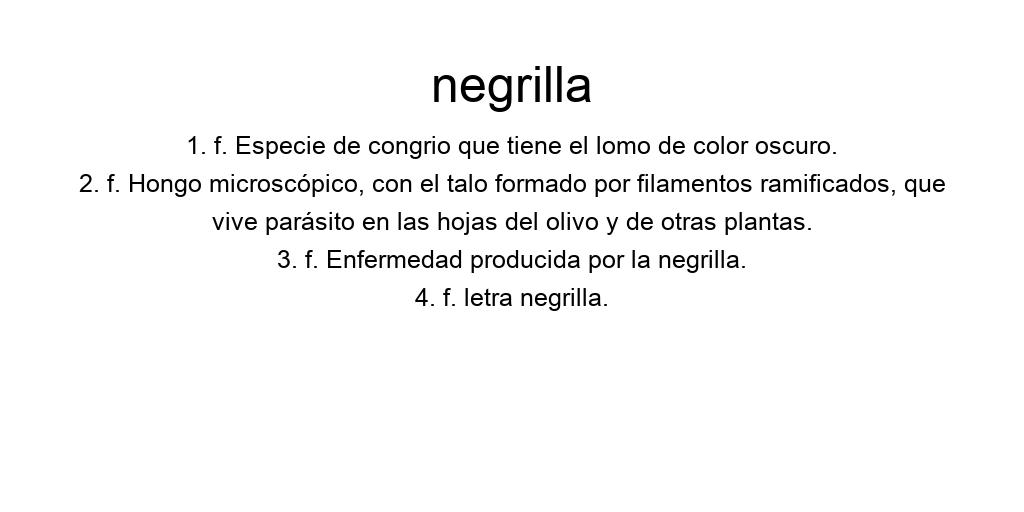 negrilla
1. f. Especie de congrio que tiene el lomo de color oscuro.
2. f. Hongo microscópico, con el talo formado por filamentos ramificados, que
vive parásito en las hojas del olivo y de otras plantas.
3. f. Enfermedad producida por la negrilla.
4. f. letra negrilla.